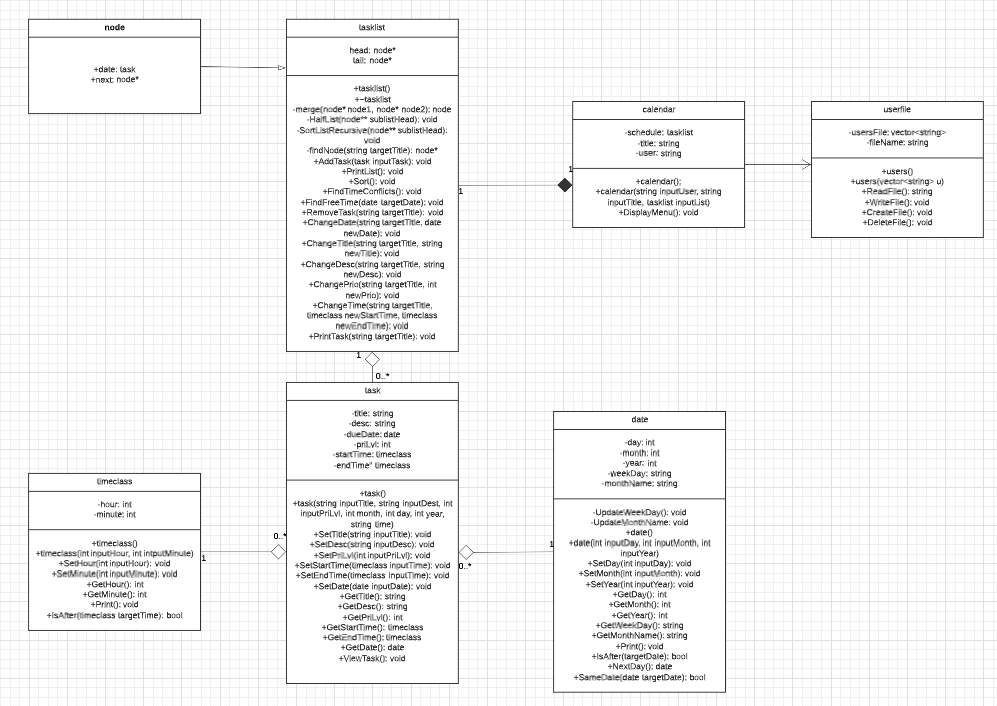 node
+date: task
+next: node*
tasklist
head: node*
tail: node*
+tasklist()
+~tasklist
-merge(node* node1, node* node2): node
-HalfList(node** sublistHead): void
-SortListRecursive(node** sublistHead):
void
-findNode(string targetTitle): node*
+AddTask(task inputTask): void
+PrintList(): void
+Sort(): void
+FindTimeConflicts(): void
+FindFreeTime(date targetDate): void
+RemoveTask(string targetTitle): void
+ChangeDate(string targetTitle, date
newDate): void
+ChangeTitle(string targetTitle, string
newTitle): void
+ChangeDesc(string targetTitle, string
newDesc): void
+ChangePrio(string targetTitle, int
newPrio): void
+ChangeTime(string targetTitle,
timeclass newStartTime, timeclass
newEndTime): void
+PrintTask(string targetTitle): void
1
1
calendar
-schedule: tasklist
-title: string
-user: string
+calendar();
+calendar(string inputUser, string
inputTitle, tasklist inputList)
+DisplayMenu(): void
userfile
-usersFile: vector<string>
-fileName: string
+users()
+users(vector<string> u)
+ReadFile(): string
+WriteFile(): void
+CreateFile(): void
+DeleteFile(): void
1
0..*
task
-title: string
-desc: string
-dueDate: date
-priLvl: int
-startTime: timeclass
-endTime" timeclass
+task()
+task(string inputTitle, string inputDest, int
inputPriLvl, int month, int day, int year,
string time)
+SetTitle(string inputTitle): void
+SetDesc(string inputDesc): void
+SetPriLvl(int inputPriLvl): void
+SetStartTime(timeclass inputTime): void
+SetEndTime(timeclass inputTime): void
+SetDate(date inputDate): void
+GetTitle(): string
+GetDesc(): string
+GetPriLvl(): int
+GetStartTime(): timeclass
+GetEndTime(): timeclass
+GetDate(): date
+ViewTask(): void
timeclass
-hour: int
-minute: int
+timeclass()
+timeclass(int inputHour, int intputMinute)
+SetHour(int inputHour): void
+SetMinute(int inputMinute): void
+GetHour(): int
+GetMinute(): int
+Print(): void
+IsAfter(timeclass targetTime): bool
1
0..*
0..*
1
date
-day: int
-month: int
-year: int
-weekDay: string
-monthName: string
-UpdateWeekDay(): void
-UpdateMonthName: void
+date()
+date(int inputDay, int inputMonth, int
inputYear)
+SetDay(int inputDay): void
+SetMonth(int inputMonth): void
+SetYear(int inputYear): void
+GetDay(): int
+GetMonth(): int
+GetYear(): int
+GetWeekDay(): string
+GetMonthName(): string
+Print(): void
+IsAfter(targetDate): bool
+NextDay(): date
+SameDate(date targetDate): bool